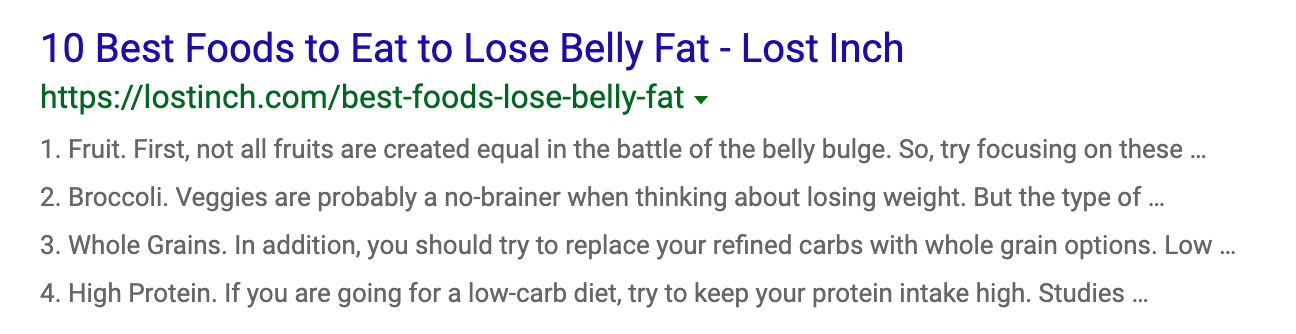 10 Best Foods to Eat to Lose Belly Fat - Lost Inch
https://lostinch.com/best-foods-lose-belly-fat
1. Fruit. First, not all fruits are created equal in the battle of the belly bulge. So, try focusing on these ...
2. Broccoli. Veggies are probably a no-brainer when thinking about losing weight. But the type of ...
3. Whole Grains. In addition, you should try to replace your refined carbs with whole grain options. Low ...
4. High Protein. If you are going for a low-carb diet, try to keep your protein intake high. Studies ...